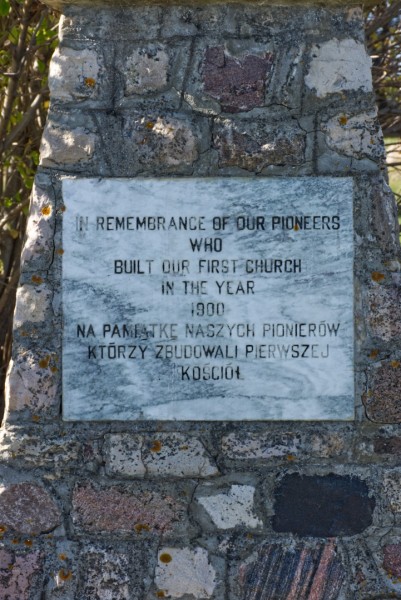 IN REMEMBRANCE OF OUR PIONEERS
WHO
BUILT OUR FIRST CHURCH
IN THE YEAR
1900
NA PAMIĄTKĘ NASZYCH PIONIERÓW
KTÓRZY ZBUDOWALI PIERWSZEJ
KOŚCIÓŁ